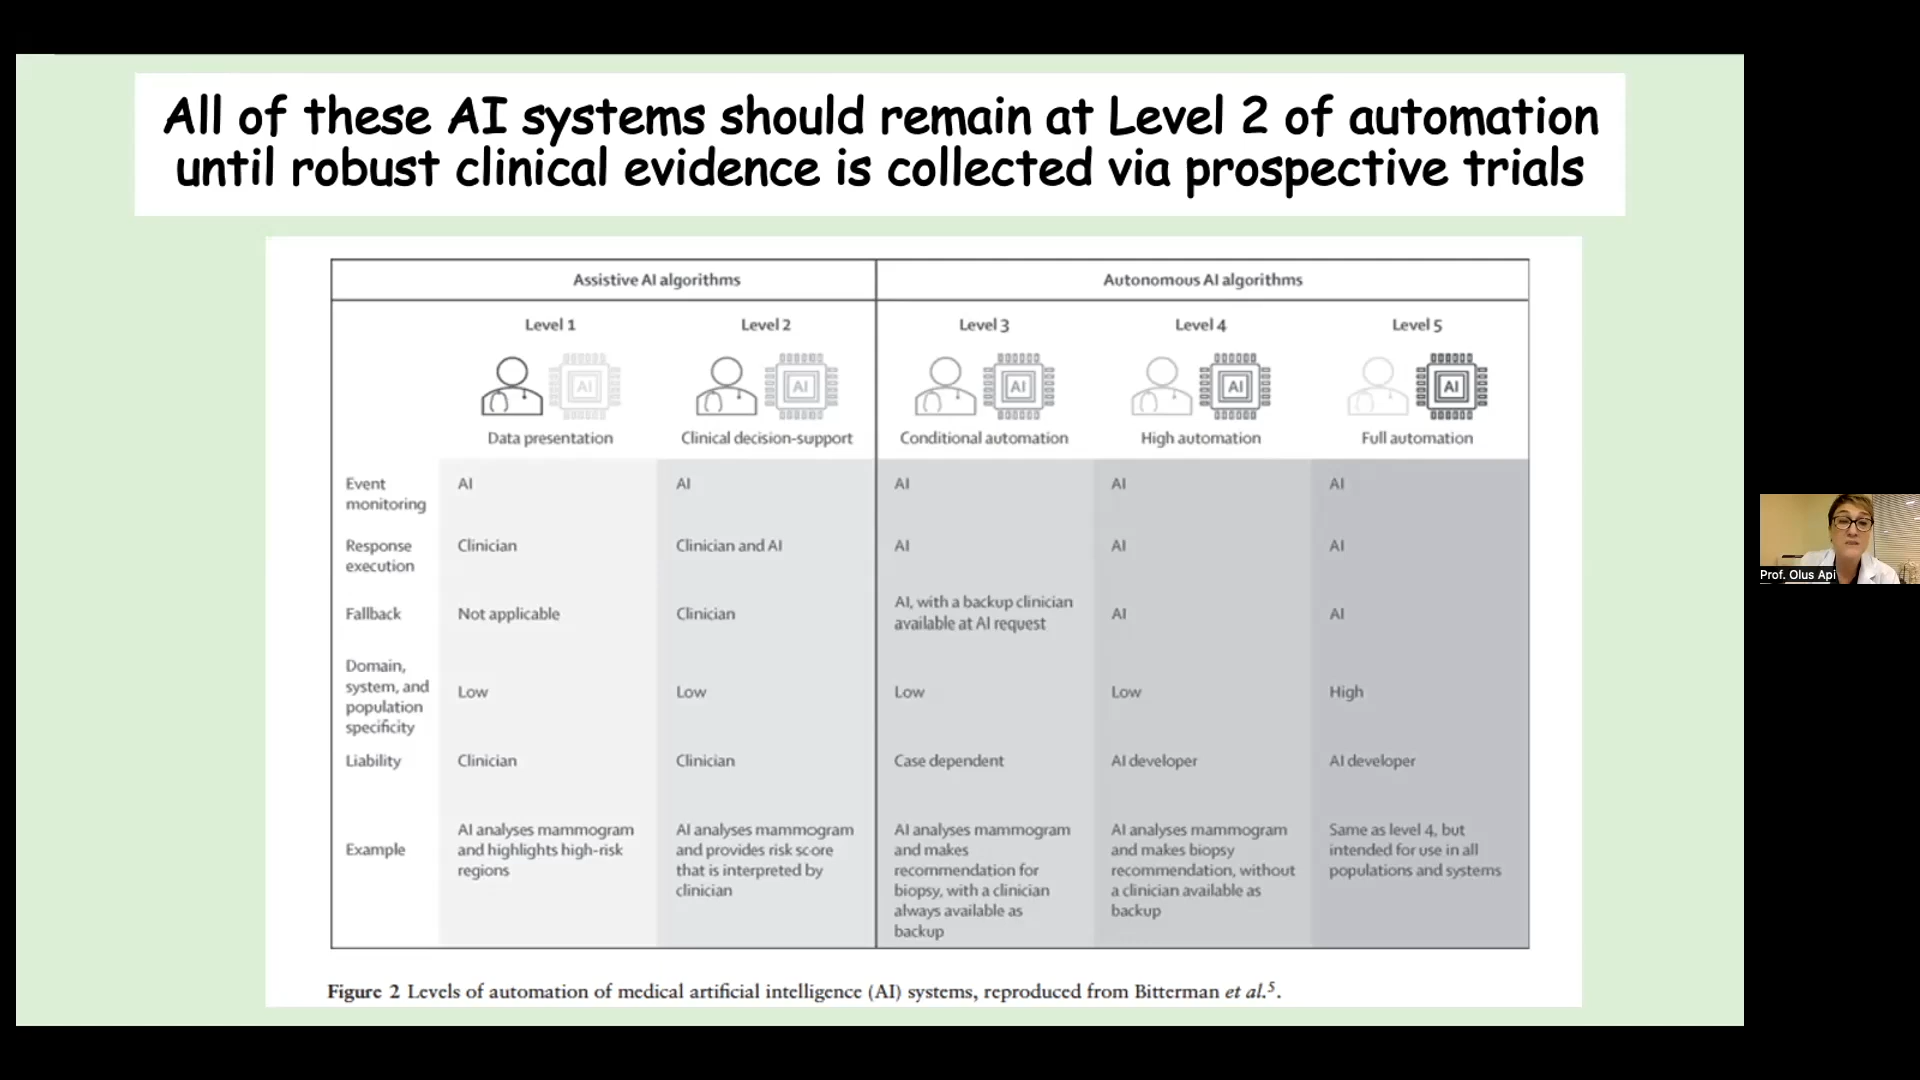 All of these AI systems should remain at Level 2 of automation
until robust clinical evidence is collected via prospective trials
Assistive AI algorithms
Autonomous AI algorithms
Level 1
Level 2
Level 3
Level 4
Level 5
AI
AI
AI
AI
AI
Data presentation
Clinical decision-support
Conditional automation
High automation
Full automation
Event
monitoring
AI
AI
AI
AI
AI
Response
execution
Clinician
Clinician and AI
AI
AI
AI
Fallback
Not applicable
Clinician
AI, with a backup clinician
available at AI request
AI
AI
Domain,
system, and
population
specificity
Low
Low
Low
Low
High
Liability
Clinician
Clinician
Case dependent
AI developer
AI developer
Example
AI analyses mammogram
and highlights high-risk
regions
AI analyses mammogram
and provides risk score
that is interpreted by
clinician
AI analyses mammogram
and makes
recommendation for
biopsy, with a clinician
always available as
backup
AI analyses mammogram
and makes biopsy
recommendation, without
a clinician available as
backup
Same as level 4, but
intended for use in all
populations and systems
Figure 2 Levels of automation of medical artificial intelligence (AI) systems, reproduced from Bitterman et al.⁵.
Prof. Olus Api